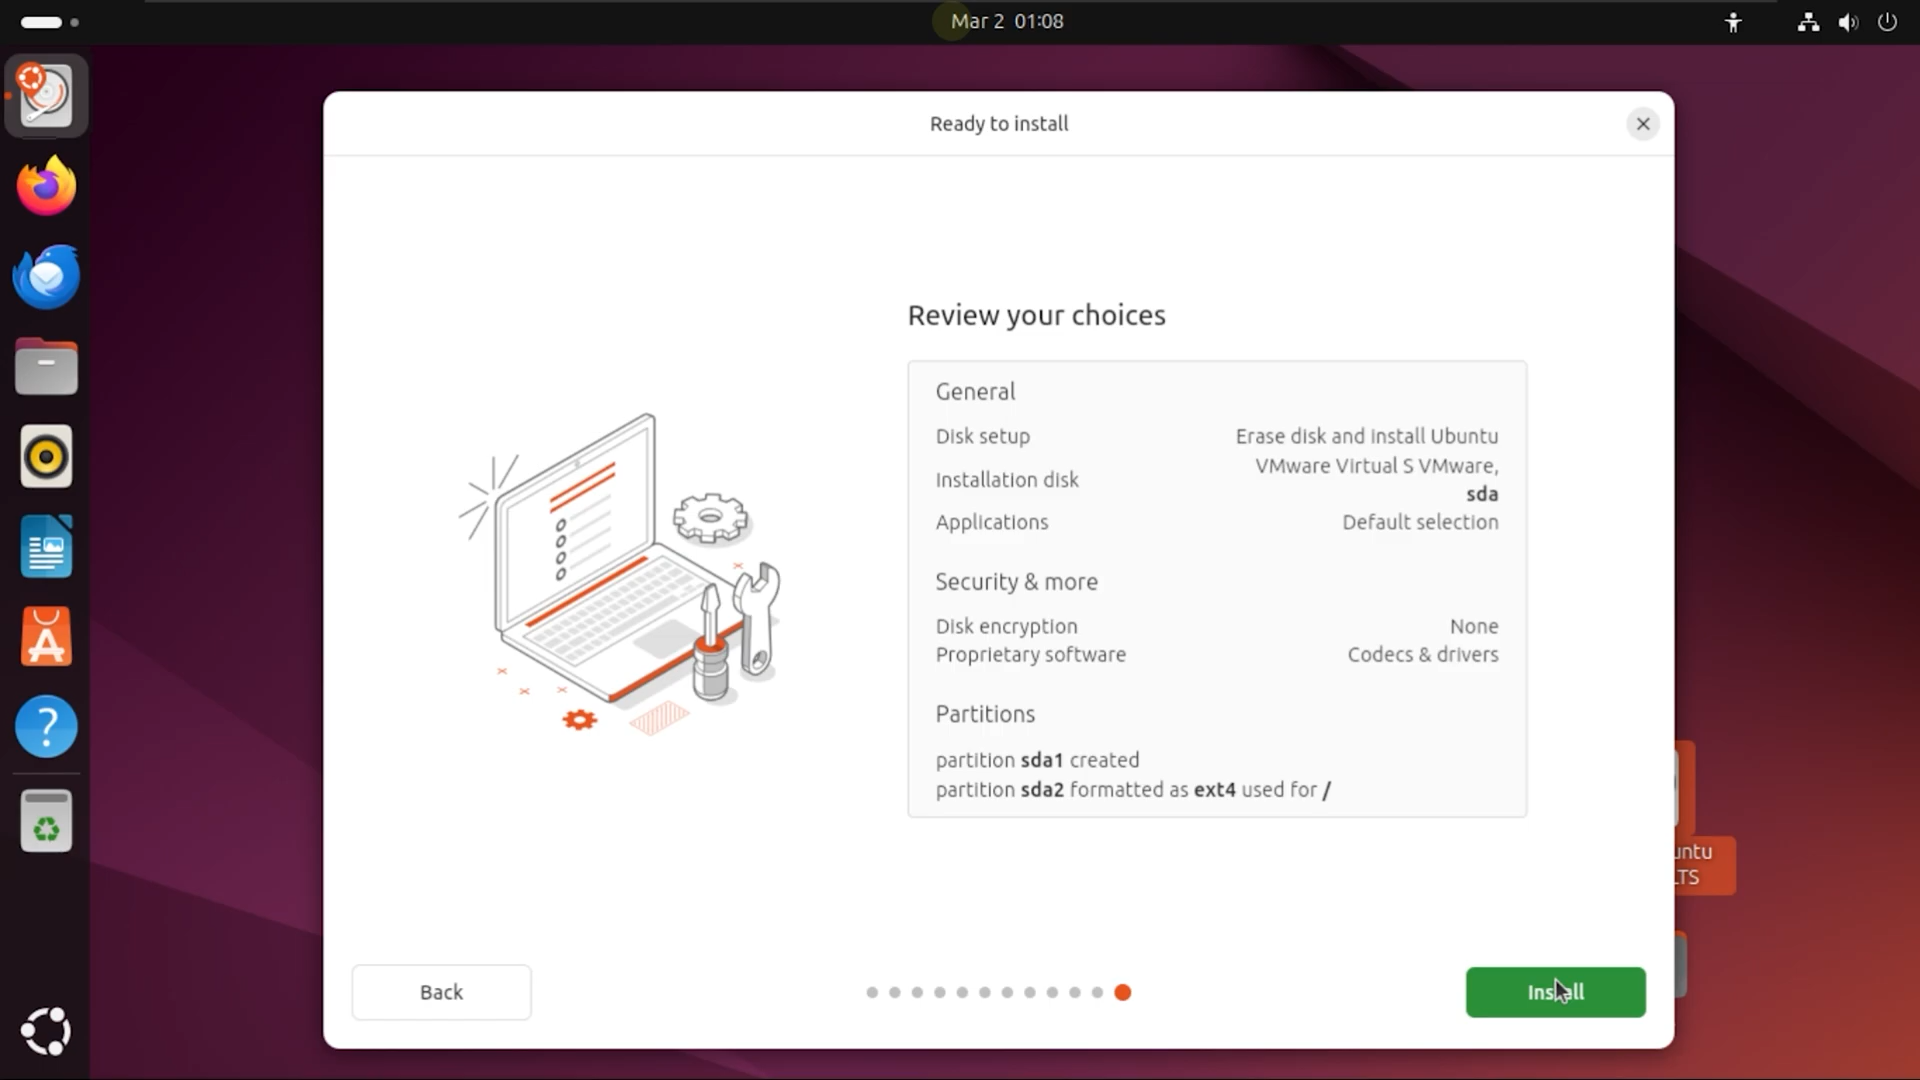 Mar 2 01:08
Ready to install
Review your choices
General
Disk setup Erase disk and install Ubuntu
Installation disk VMware Virtual S VMware,
sda
Applications Default selection
Security & more
Disk encryption None
Proprietary software Codecs & drivers
Partitions
partition sda1 created
partition sda2 formatted as ext4 used for /
untu
LTS
Back
Install